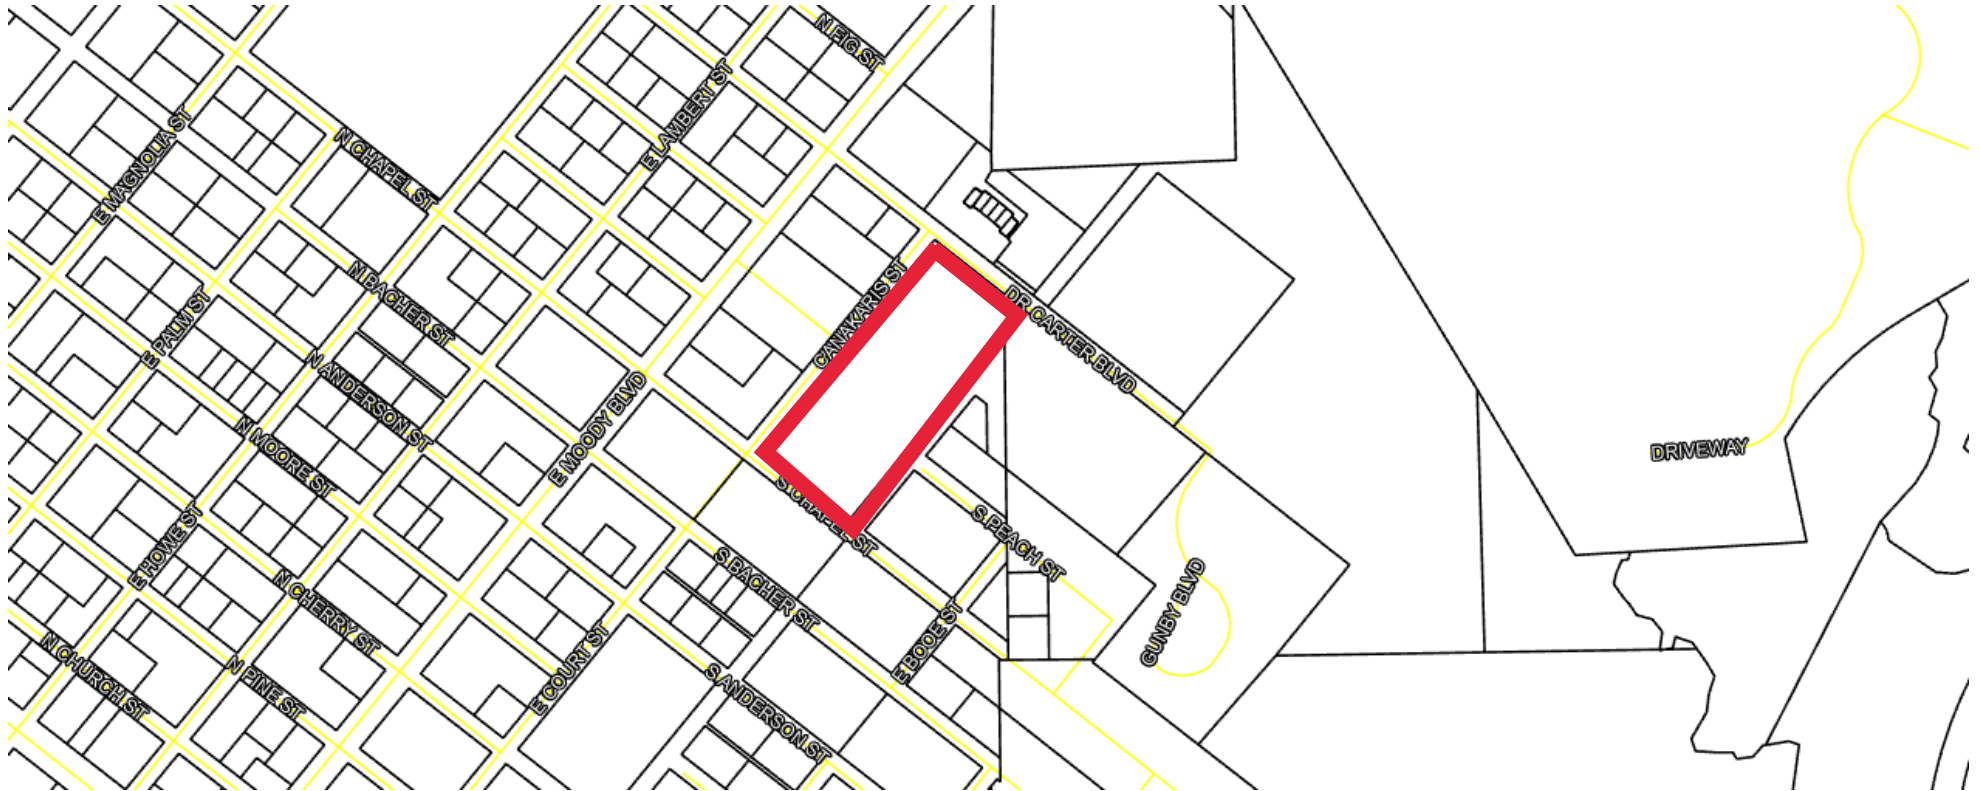 N FIG ST
E LAMBERT ST
E MAGNOLIA ST
N CHAPEL ST
CANAKARIS ST
N BACHER ST
DR CARTER BLVD
E PALM ST
N ANDERSON ST
E MOODY BLVD
DRIVEWAY
N MOORE ST
S CHAPEL ST
S PEACH ST
E HOWE ST
S BACHER ST
GUNBY BLVD
N CHERRY ST
E BOOE ST
E COURT ST
N CHURCH ST
N PINE ST
S ANDERSON ST